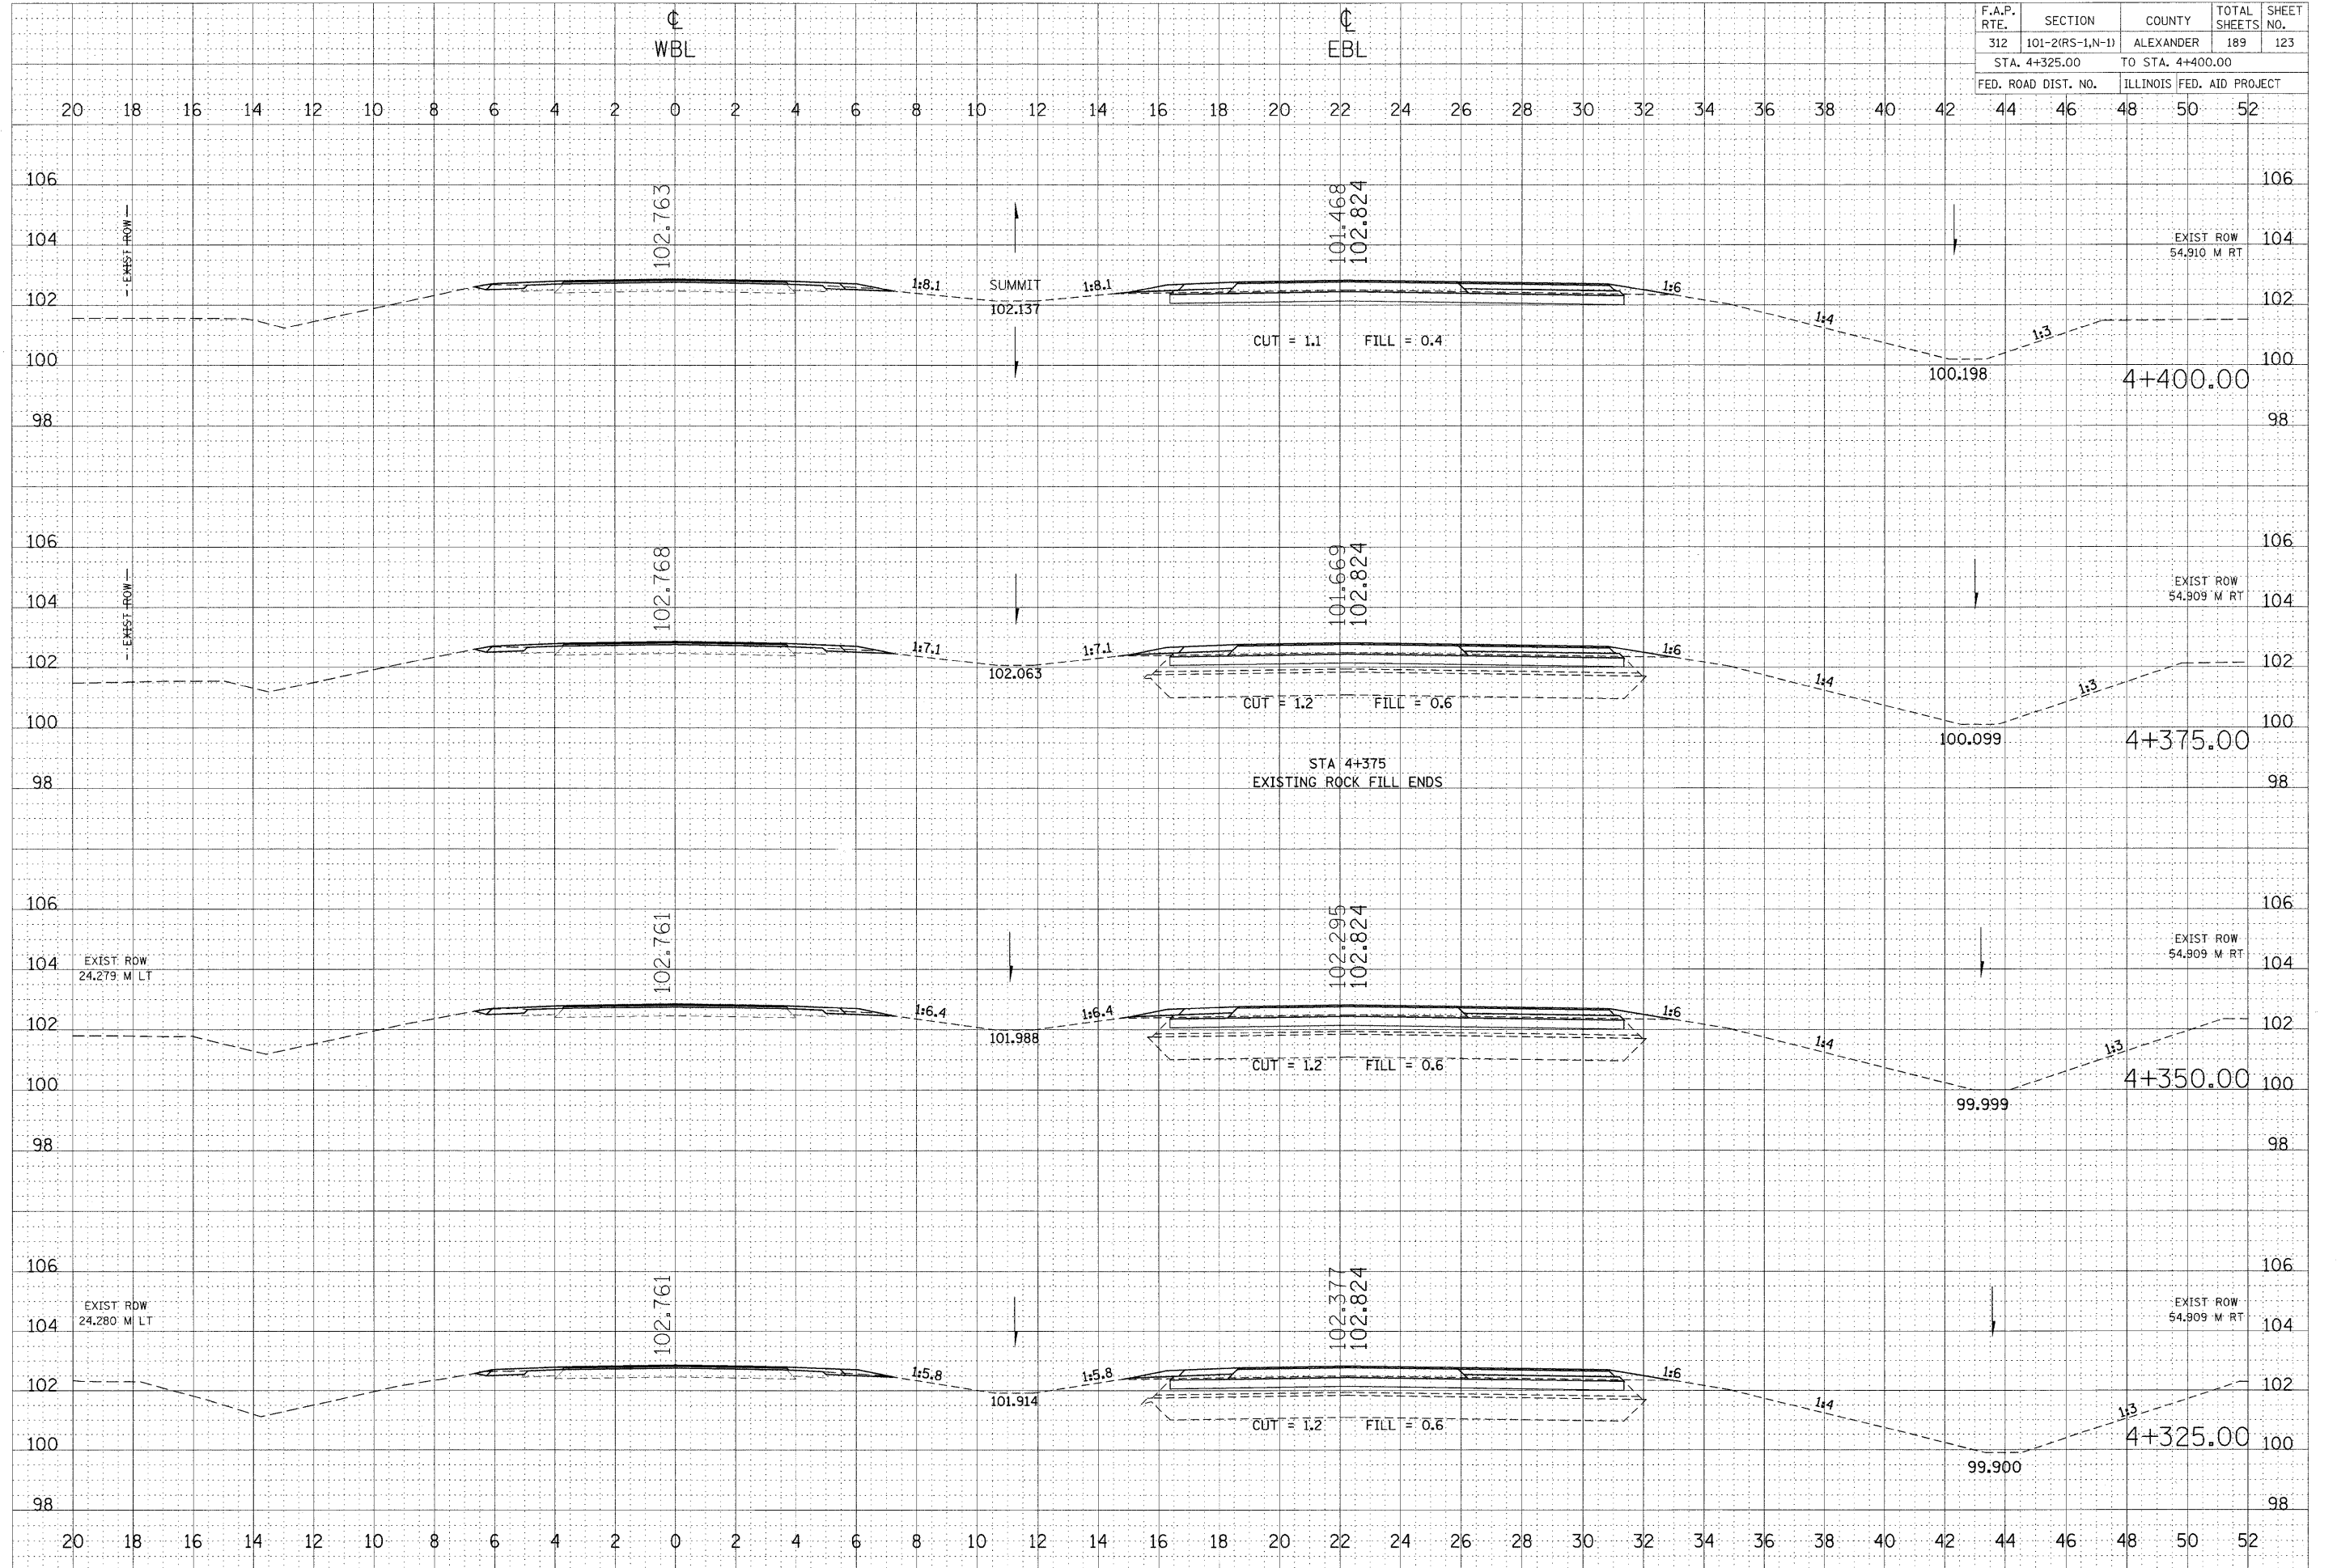 ℄ ℄
WBL EBL
F.A.P. RTE. SECTION COUNTY TOTAL SHEETS SHEET NO.
312 101-2(RS-1,N-1) ALEXANDER 189 123
STA. 4+325.00 TO STA. 4+400.00
FED. ROAD DIST. NO. ILLINOIS FED. AID PROJECT
20 18 16 14 12 10 8 6 4 2 0 2 4 6 8 10 12 14 16 18 20 22 24 26 28 30 32 34 36 38 40 42 44 46 48 50 52
106 106
EXIST ROW
102.763
101.468
102.824
104 104
EXIST ROW
54.910 M RT
1:8.1 SUMMIT 1:8.1 1:6
102 102
102.137
1:4 1:3
CUT = 1.1 FILL = 0.4
100 100
100.198
4+400.00
98 98
106 106
EXIST ROW
102.768
101.669
102.824
EXIST ROW
54.909 M RT
104 104
1:7.1 1:7.1 1:6
102 102
102.063
1:4 1:3
CUT = 1.2 FILL = 0.6
100 100
100.099
4+375.00
STA 4+375
EXISTING ROCK FILL ENDS
98 98
106 106
102.761
102.295
102.824
EXIST ROW
54.909 M RT
EXIST ROW
24.279 M LT
104 104
1:6.4 1:6.4 1:6
102 102
101.988
1:4 1:3
CUT = 1.2 FILL = 0.6
4+350.00
100 100
99.999
98 98
106 106
102.761
102.377
102.824
EXIST ROW
24.280 M LT
EXIST ROW
54.909 M RT
104 104
1:5.8 1:5.8 1:6
102 102
101.914
1:4 1:3
CUT = 1.2 FILL = 0.6
4+325.00
100 100
99.900
98 98
20 18 16 14 12 10 8 6 4 2 0 2 4 6 8 10 12 14 16 18 20 22 24 26 28 30 32 34 36 38 40 42 44 46 48 50 52